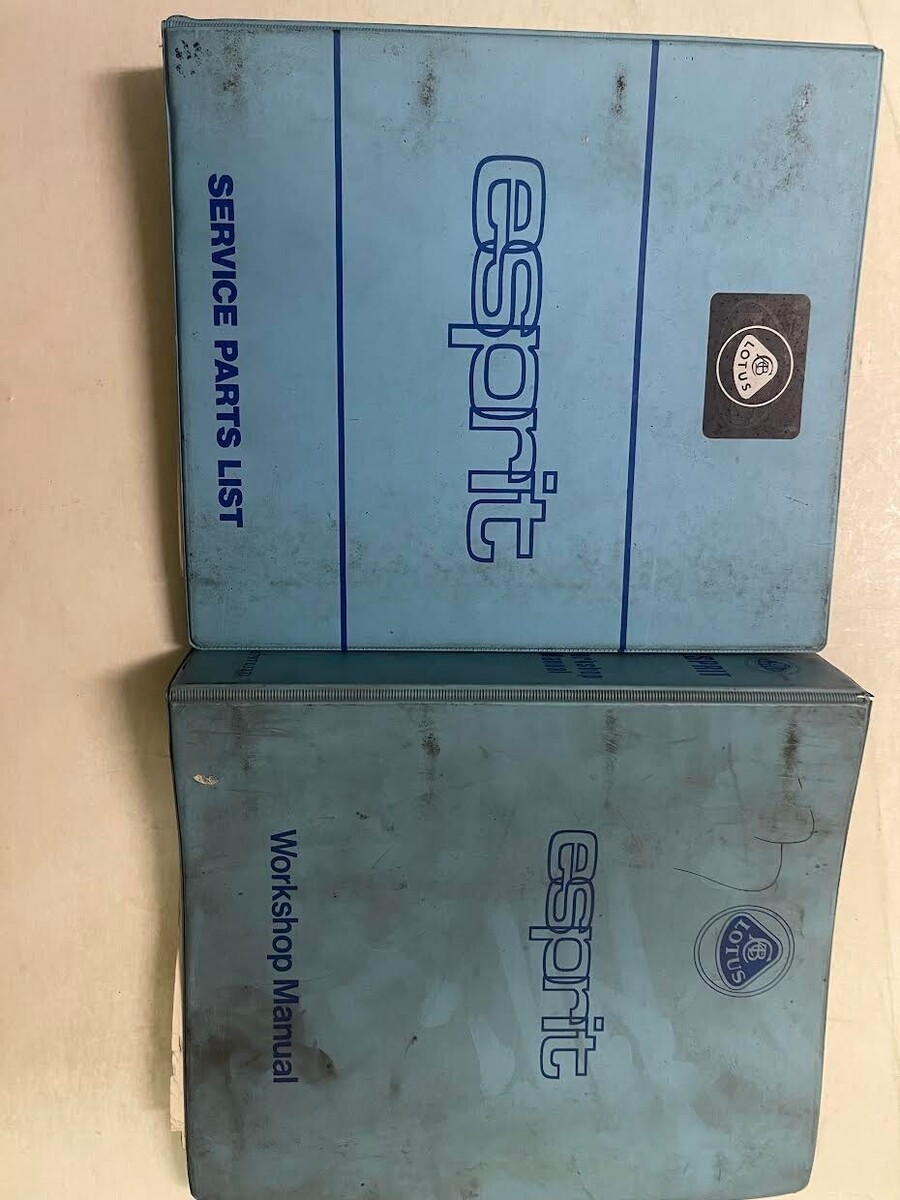 LOTUS
esprit
SERVICE PARTS LIST
LOTUS
esprit
Workshop Manual